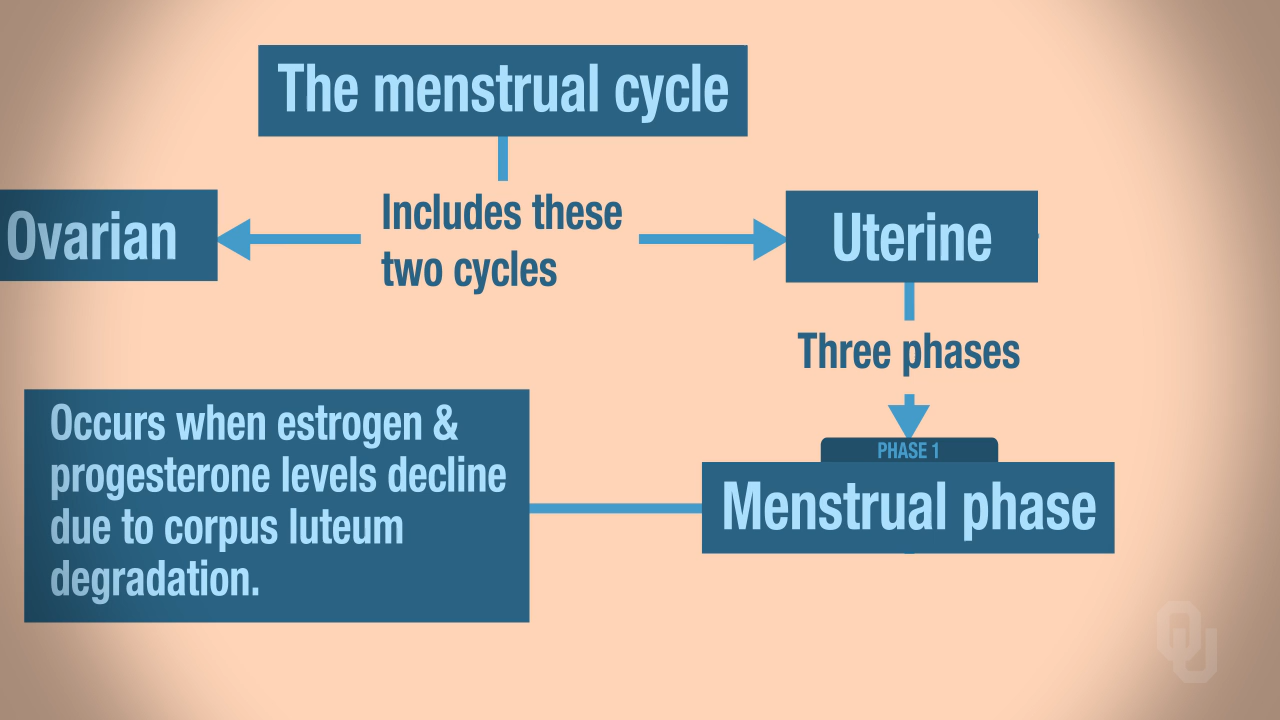 The menstrual cycle
Ovarian
Includes these
two cycles
Uterine
Three phases
PHASE 1
Menstrual phase
Occurs when estrogen &
progesterone levels decline
due to corpus luteum
degradation.
OU